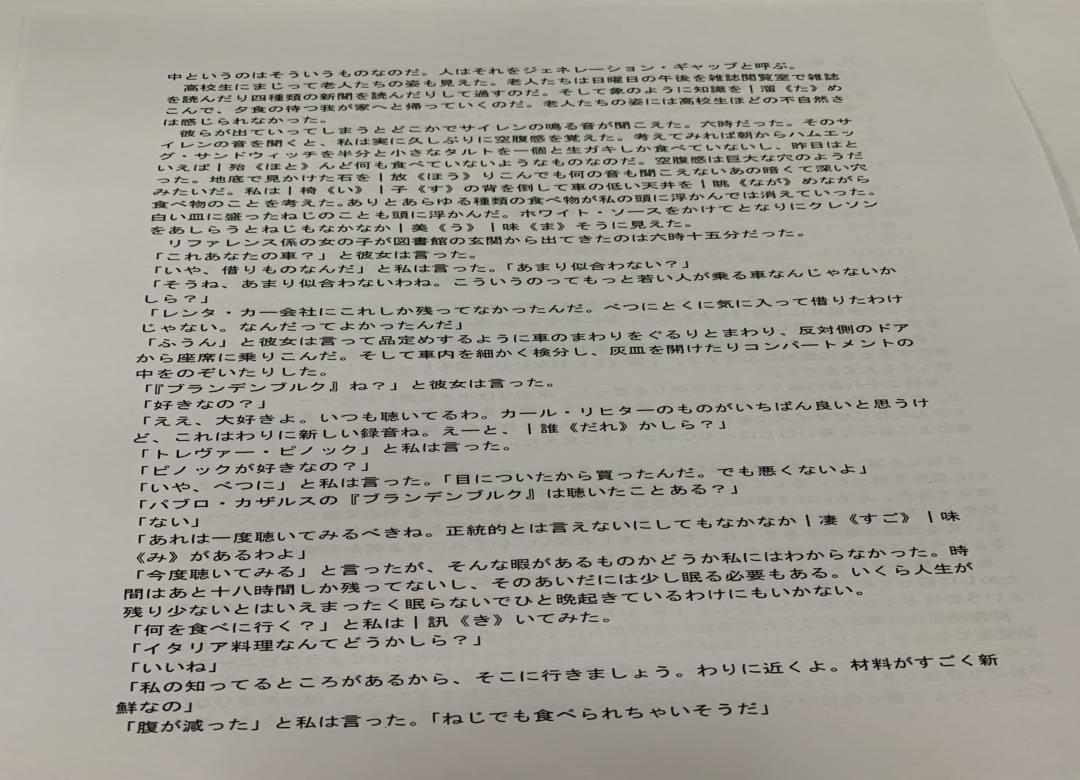 中というのはそういうものなのだ。人はそれをジェネレーション・ギャップと呼ぶ。
高校生にまじって老人たちの姿も見えた。老人たちは日曜日の午後を雑誌閲覧室で雑誌
を読んだり四種類の新聞を読んだりして過すのだ。そして象のように知識を|溜《た》め
こんで、夕食の待つ我が家へと帰っていくのだ。老人たちの姿には高校生ほどの不自然さ
は感じられなかった。
彼らが出ていってしまうとどこかでサイレンの鳴る音が聞こえた。六時だった。そのサ
イレンの音を聞くと、私は実に久しぶりに空腹感を覚えた。考えてみれば朝からハムエッ
グ・サンドウィッチを半分と小さなタルトを一個と生ガキしか食べていないし、昨日はと
いえば|殆《ほと》んど何も食べていないようなものなのだ。空腹感は巨大な穴のようだ
った。地底で見かけた石を|放《ほう》りこんでも何の音も聞こえないあの暗くて深い穴
みたいだ。私は|椅《い》|子《す》の背を倒して車の低い天井を|眺《なが》めながら
食べ物のことを考えた。ありとあらゆる種類の食べ物が私の頭に浮かんでは消えていった。
白い皿に盛ったねじのことも頭に浮かんだ。ホワイト・ソースをかけてとなりにクレソン
をあしらうとねじもなかなか|美《う》|味《ま》そうに見えた。
リファレンス係の女の子が図書館の玄関から出てきたのは六時十五分だった。
「これあなたの車?」と彼女は言った。
「いや、借りものなんだ」と私は言った。「あまり似合わない?」
「そうね、あまり似合わないわね。こういうのってもっと若い人が乗る車なんじゃないか
しら?」
「レンタ・カー会社にこれしか残ってなかったんだ。べつにとくに気に入って借りたわけ
じゃない。なんだってよかったんだ」
「ふうん」と彼女は言って品定めするように車のまわりをぐるりとまわり、反対側のドア
から座席に乗りこんだ。そして車内を細かく検分し、灰皿を開けたりコンパートメントの
中をのぞいたりした。
「『ブランデンブルク』ね?」と彼女は言った。
「好きなの?」
「ええ、大好きよ。いつも聴いてるわ。カール・リヒターのものがいちばん良いと思うけ
ど、これはわりに新しい録音ね。えーと、|誰《だれ》かしら?」
「トレヴァー・ピノック」と私は言った。
「ピノックが好きなの?」
「いや、べつに」と私は言った。「目についたから買ったんだ。でも悪くないよ」
「パブロ・カザルスの『ブランデンブルク』は聴いたことある?」
「ない」
「あれは一度聴いてみるべきね。正統的とは言えないにしてもなかなか|凄《すご》|味
《み》があるわよ」
「今度聴いてみる」と言ったが、そんな暇があるものかどうか私にはわからなかった。時
間はあと十八時間しか残ってないし、そのあいだには少し眠る必要もある。いくら人生が
残り少ないとはいえまったく眠らないでひと晩起きているわけにもいかない。
「何を食べに行く?」と私は|訊《き》いてみた。
「イタリア料理なんてどうかしら?」
「いいね」
「私の知ってるところがあるから、そこに行きましょう。わりに近くよ。材料がすごく新
鮮なの」
「腹が減った」と私は言った。「ねじでも食べられちゃいそうだ」